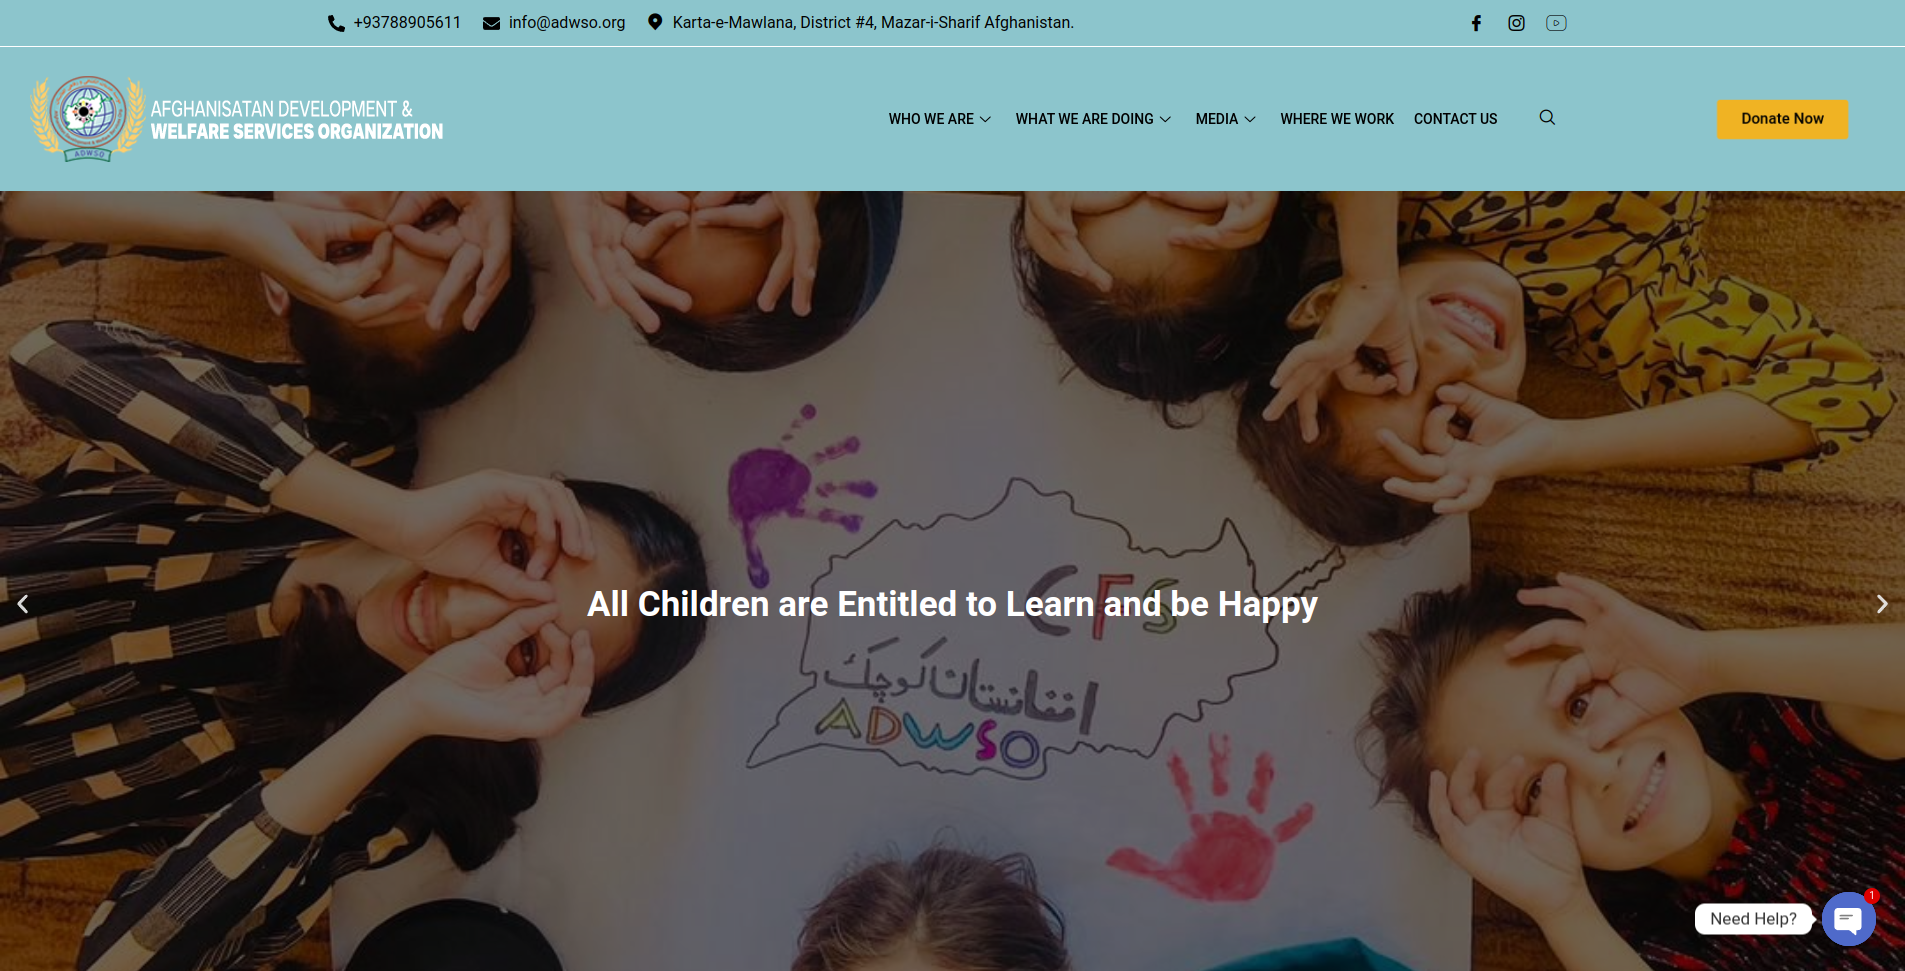 +93788905611 info@adwso.org Karta-e-Mawlana, District #4, Mazar-i-Sharif Afghanistan.
AFGHANISATAN DEVELOPMENT &
WELFARE SERVICES ORGANIZATION
ADWSO
WHO WE ARE WHAT WE ARE DOING MEDIA WHERE WE WORK CONTACT US
Donate Now
CFS
All Children are Entitled to Learn and be Happy
افغانستان کوچک
ADWSO
Need Help?
1